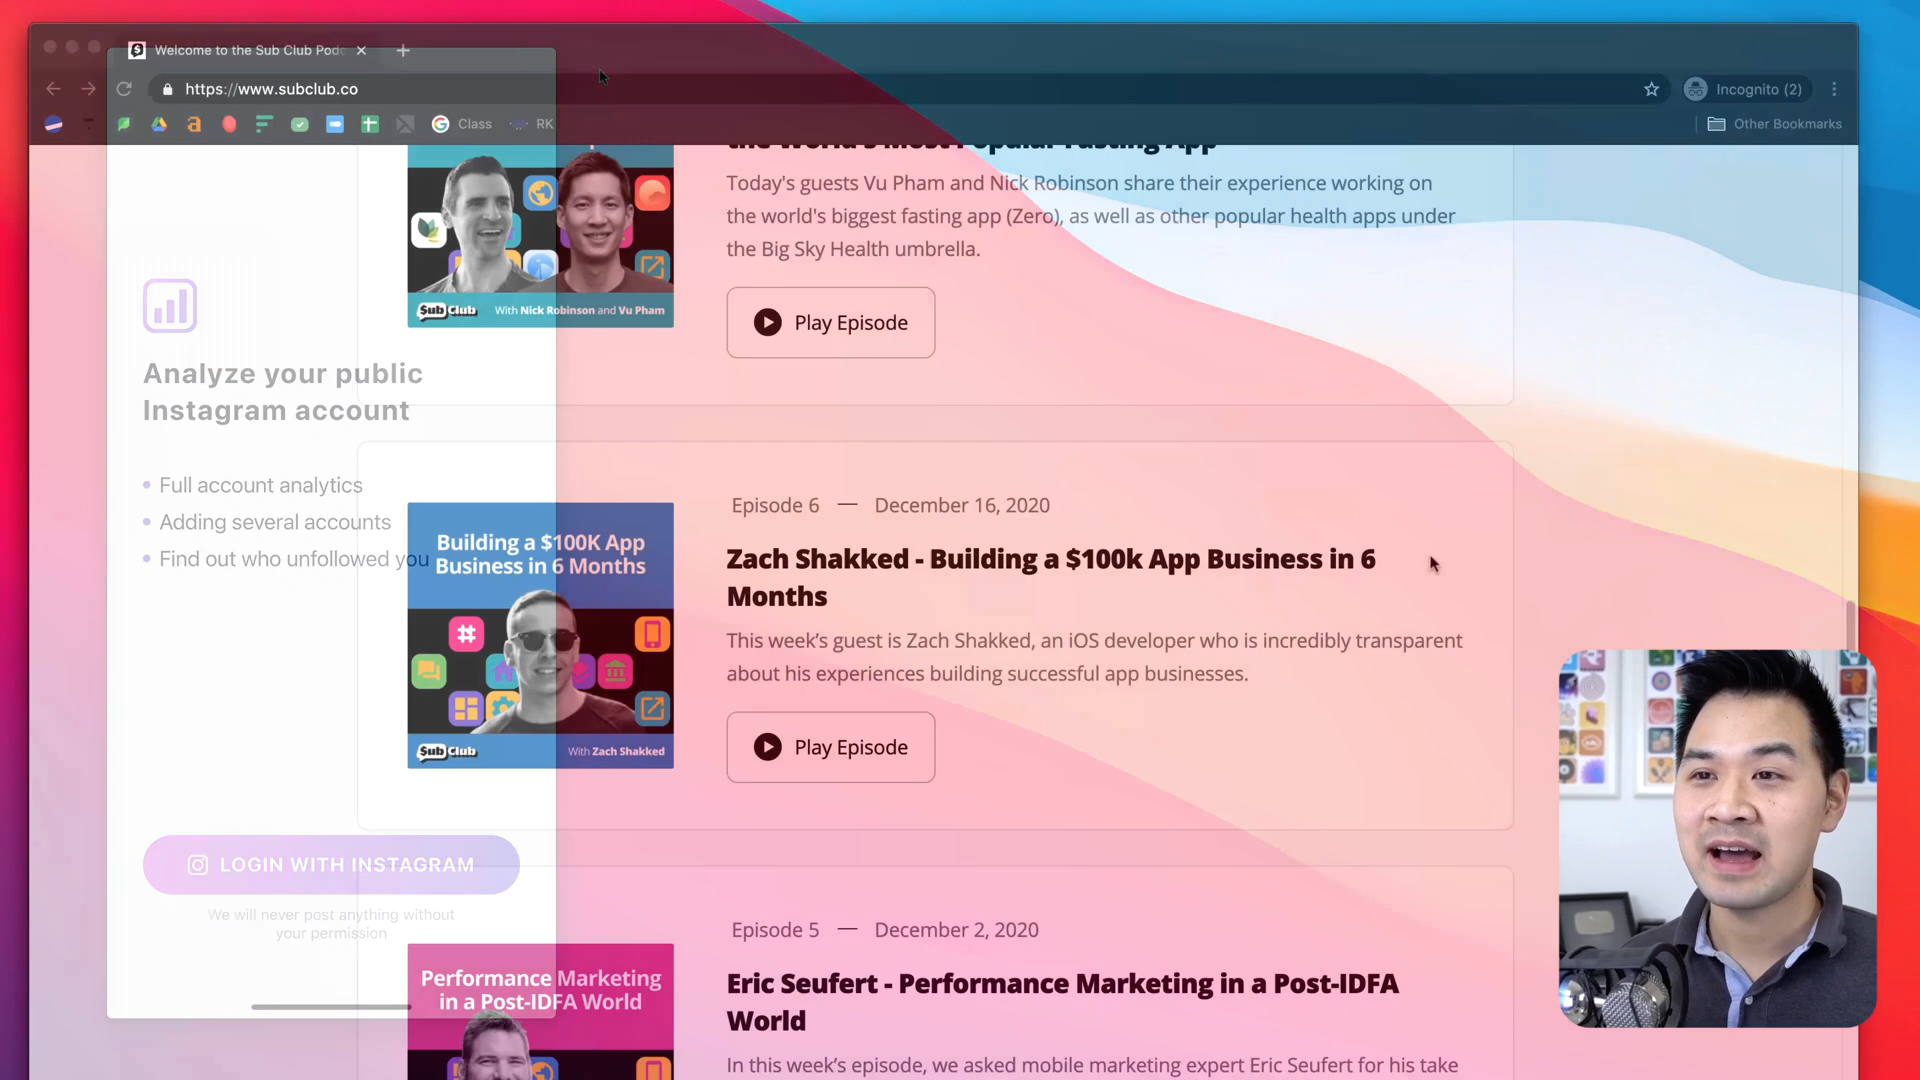 Welcome to the Sub Club Podc
https://www.subclub.co
Incognito (2)
Class
RK
Other Bookmarks
the World's Most Popular Fasting App
Today's guests Vu Pham and Nick Robinson share their experience working on
the world's biggest fasting app (Zero), as well as other popular health apps under
the Big Sky Health umbrella.
Play Episode
Sub Club
With Nick Robinson and Vu Pham
Analyze your public
Instagram account
Full account analytics
Adding several accounts
Find out who unfollowed you
LOGIN WITH INSTAGRAM
We will never post anything without
your permission
Episode 6 — December 16, 2020
Building a $100K App
Business in 6 Months
Sub Club
With Zach Shakked
Zach Shakked - Building a $100k App Business in 6
Months
This week’s guest is Zach Shakked, an iOS developer who is incredibly transparent
about his experiences building successful app businesses.
Play Episode
Episode 5 — December 2, 2020
Performance Marketing
in a Post-IDFA World
Eric Seufert - Performance Marketing in a Post-IDFA
World
In this week’s episode, we asked mobile marketing expert Eric Seufert for his take